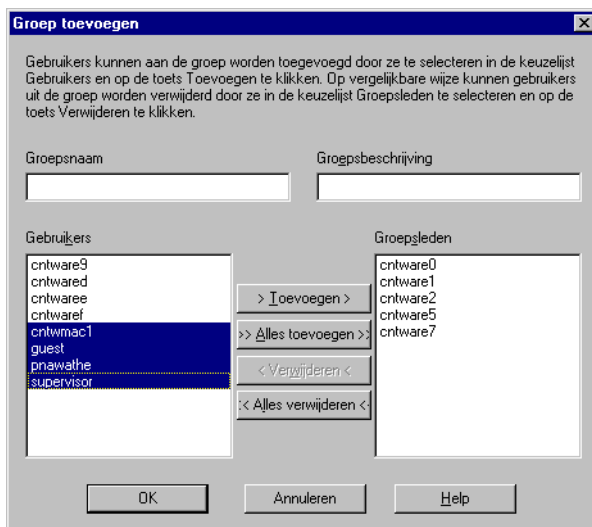 Groep toevoegen
Gebruikers kunnen aan de groep worden toegevoegd door ze te selecteren in de keuzelijst
Gebruikers en op de toets Toevoegen te klikken. Op vergelijkbare wijze kunnen gebruikers
uit de groep worden verwijderd door ze in de keuzelijst Groepsleden te selecteren en op de
toets Verwijderen te klikken.
Groepsnaam
Groepsbeschrijving
Gebruikers
cntware9
cntwared
cntwaree
cntwaref
cntwmac1
guest
pnawathe
supervisor
> Toevoegen >
>> Alles toevoegen >>
< Verwijderen <
< Alles verwijderen <
Groepsleden
cntware0
cntware1
cntware2
cntware5
cntware7
OK
Annuleren
Help